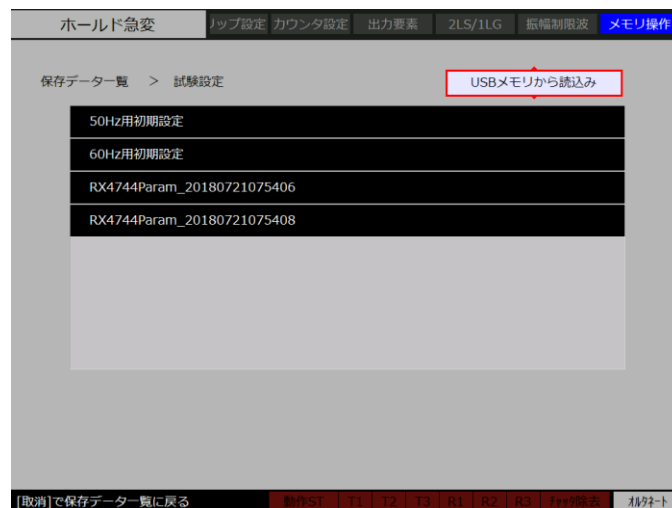 ホールド急変 リップ設定 カウンタ設定 出力要素 2LS/1LG 振幅制限波 メモリ操作
保存データ一覧 > 試験設定 USBメモリから読込み
50Hz用初期設定
60Hz用初期設定
RX4744Param_20180721075406
RX4744Param_20180721075408
[取消]で保存データ一覧に戻る 動作ST T1 T2 T3 R1 R2 R3 ﾁｬｯﾀ除去 ｵﾙﾀﾈｰﾄ